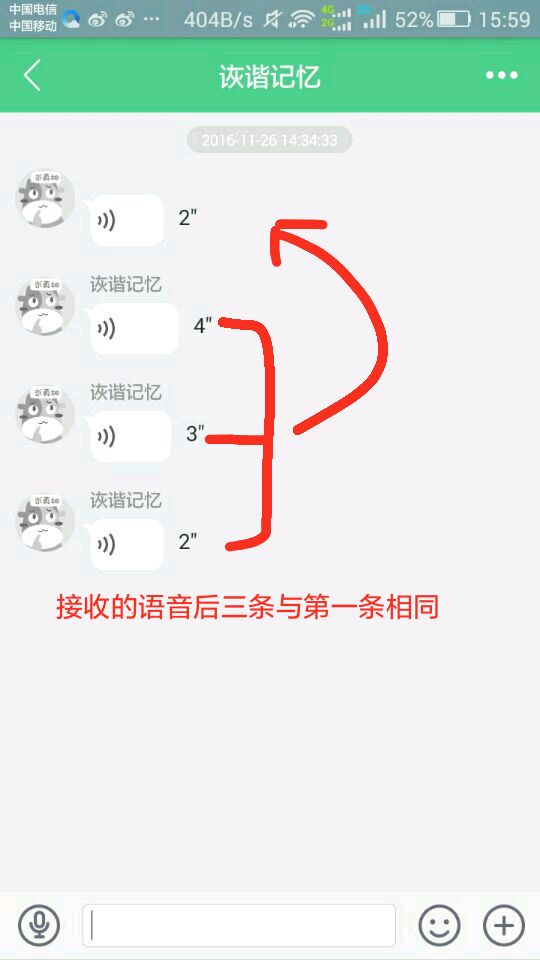 中国电信
中国移动
404B/s
4G
2G
2G
52%
15:59
诙谐记忆
2016-11-26 14:34:33
2"
诙谐记忆
4"
诙谐记忆
3"
诙谐记忆
2"
接收的语音后三条与第一条相同